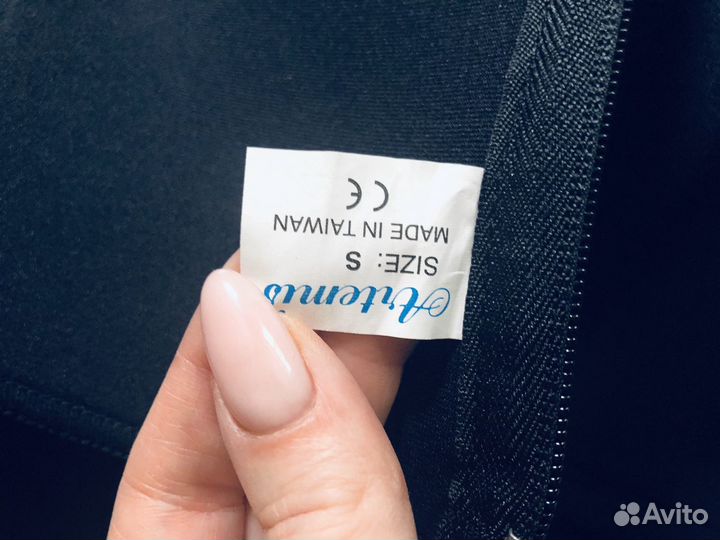 Artemis
SIZE: S
MADE IN TAIWAN
CE
Avito